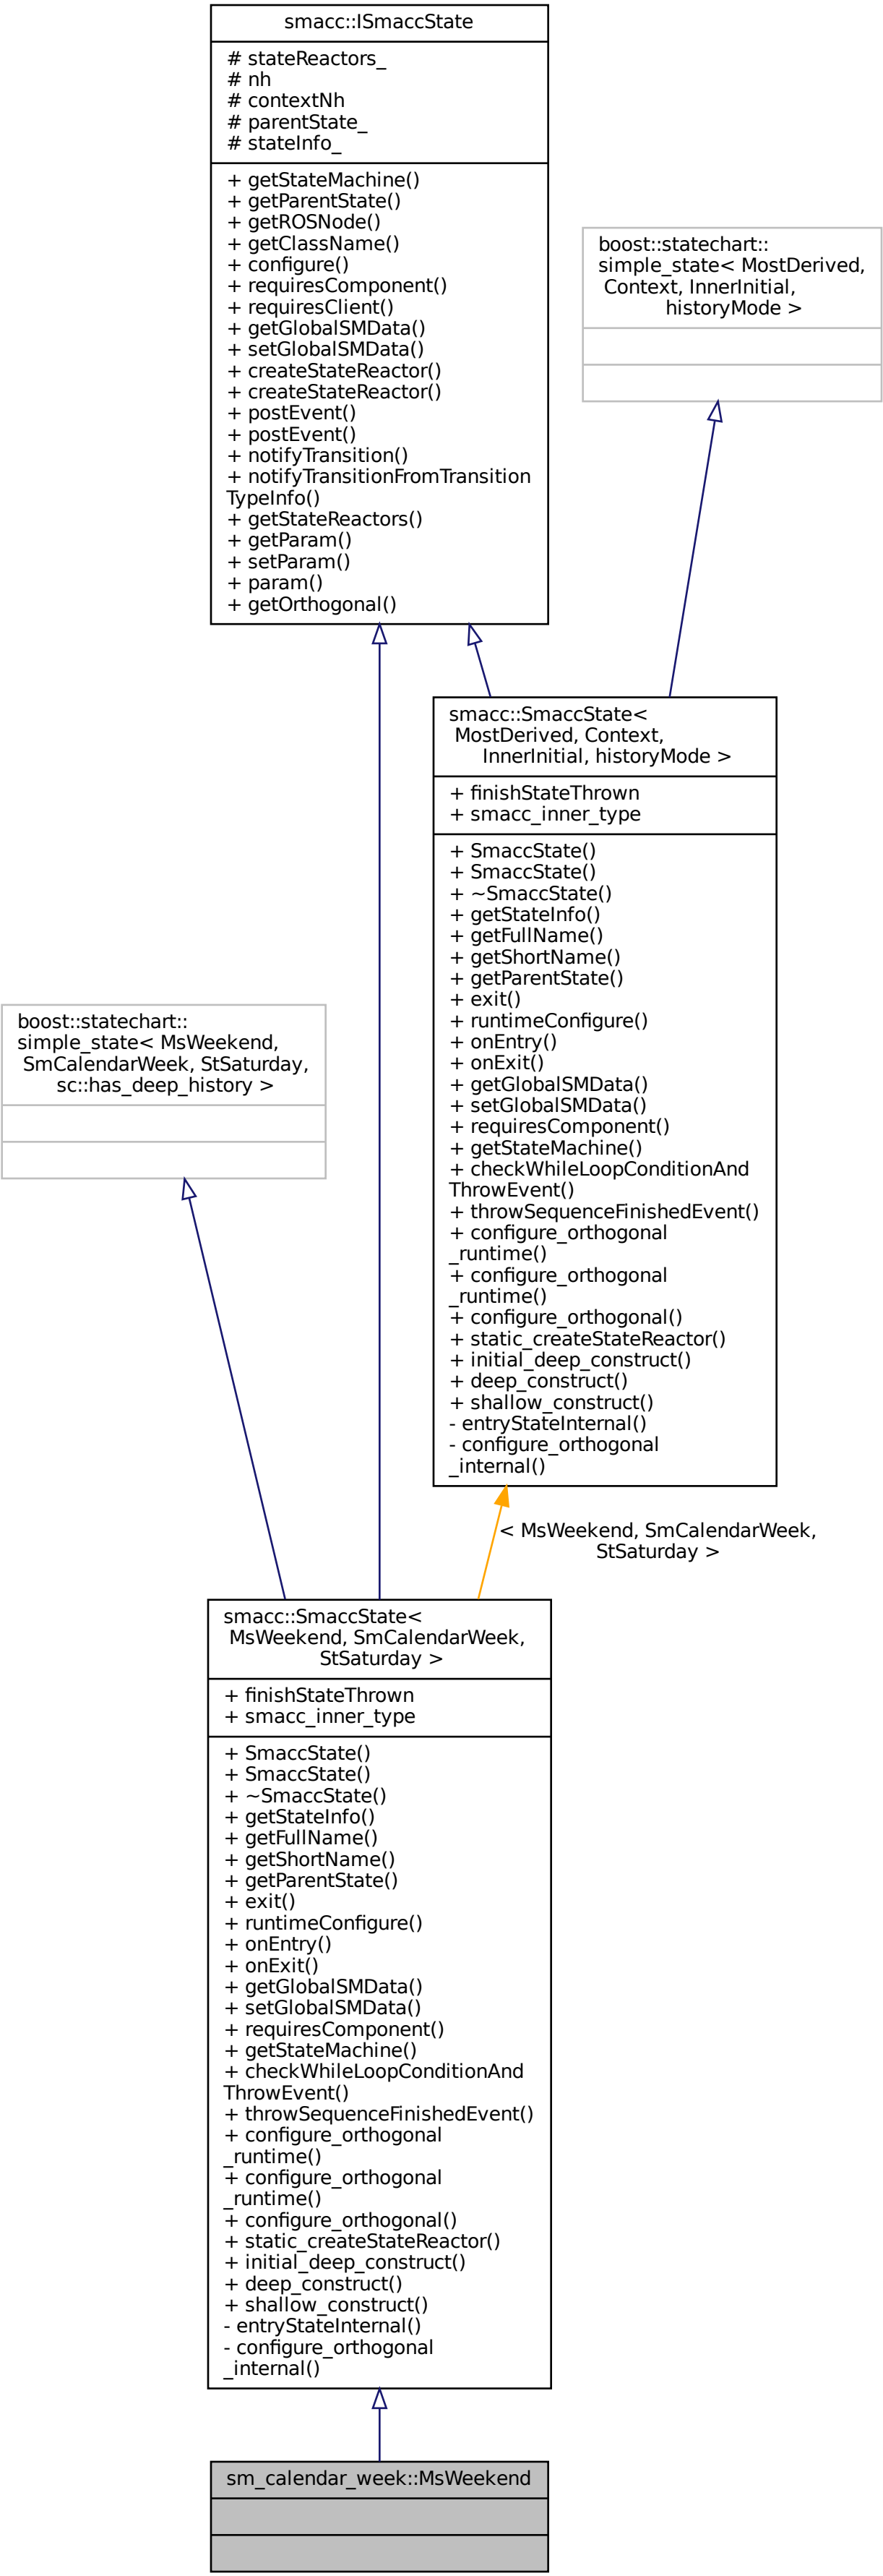 smacc::ISmaccState
# stateReactors_
# nh
# contextNh
# parentState_
# stateInfo_
+ getStateMachine()
+ getParentState()
+ getROSNode()
+ getClassName()
+ configure()
+ requiresComponent()
+ requiresClient()
+ getGlobalSMData()
+ setGlobalSMData()
+ createStateReactor()
+ createStateReactor()
+ postEvent()
+ postEvent()
+ notifyTransition()
+ notifyTransitionFromTransition
TypeInfo()
+ getStateReactors()
+ getParam()
+ setParam()
+ param()
+ getOrthogonal()
boost::statechart::
simple_state< MostDerived,
Context, InnerInitial,
historyMode >
smacc::SmaccState<
MostDerived, Context,
InnerInitial, historyMode >
+ finishStateThrown
+ smacc_inner_type
+ SmaccState()
+ SmaccState()
+ ~SmaccState()
+ getStateInfo()
+ getFullName()
+ getShortName()
+ getParentState()
+ exit()
+ runtimeConfigure()
+ onEntry()
+ onExit()
+ getGlobalSMData()
+ setGlobalSMData()
+ requiresComponent()
+ getStateMachine()
+ checkWhileLoopConditionAnd
ThrowEvent()
+ throwSequenceFinishedEvent()
+ configure_orthogonal
_runtime()
+ configure_orthogonal
_runtime()
+ configure_orthogonal()
+ static_createStateReactor()
+ initial_deep_construct()
+ deep_construct()
+ shallow_construct()
- entryStateInternal()
- configure_orthogonal
_internal()
boost::statechart::
simple_state< MsWeekend,
SmCalendarWeek, StSaturday,
sc::has_deep_history >
< MsWeekend, SmCalendarWeek,
StSaturday >
smacc::SmaccState<
MsWeekend, SmCalendarWeek,
StSaturday >
+ finishStateThrown
+ smacc_inner_type
+ SmaccState()
+ SmaccState()
+ ~SmaccState()
+ getStateInfo()
+ getFullName()
+ getShortName()
+ getParentState()
+ exit()
+ runtimeConfigure()
+ onEntry()
+ onExit()
+ getGlobalSMData()
+ setGlobalSMData()
+ requiresComponent()
+ getStateMachine()
+ checkWhileLoopConditionAnd
ThrowEvent()
+ throwSequenceFinishedEvent()
+ configure_orthogonal
_runtime()
+ configure_orthogonal
_runtime()
+ configure_orthogonal()
+ static_createStateReactor()
+ initial_deep_construct()
+ deep_construct()
+ shallow_construct()
- entryStateInternal()
- configure_orthogonal
_internal()
sm_calendar_week::MsWeekend